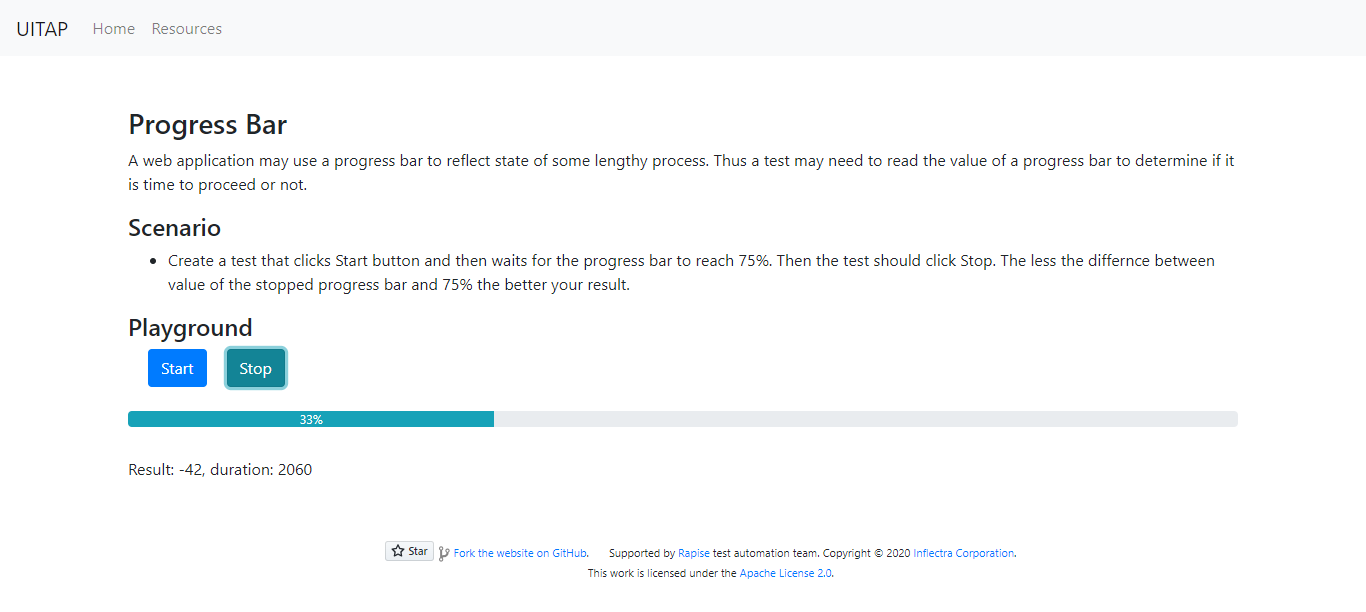 UITAP Home Resources
Progress Bar
A web application may use a progress bar to reflect state of some lengthy process. Thus a test may need to read the value of a progress bar to determine if it
is time to proceed or not.
Scenario
• Create a test that clicks Start button and then waits for the progress bar to reach 75%. Then the test should click Stop. The less the differnce between
value of the stopped progress bar and 75% the better your result.
Playground
Start Stop
33%
Result: -42, duration: 2060
Star Fork the website on GitHub. Supported by Rapise test automation team. Copyright © 2020 Inflectra Corporation.
This work is licensed under the Apache License 2.0.